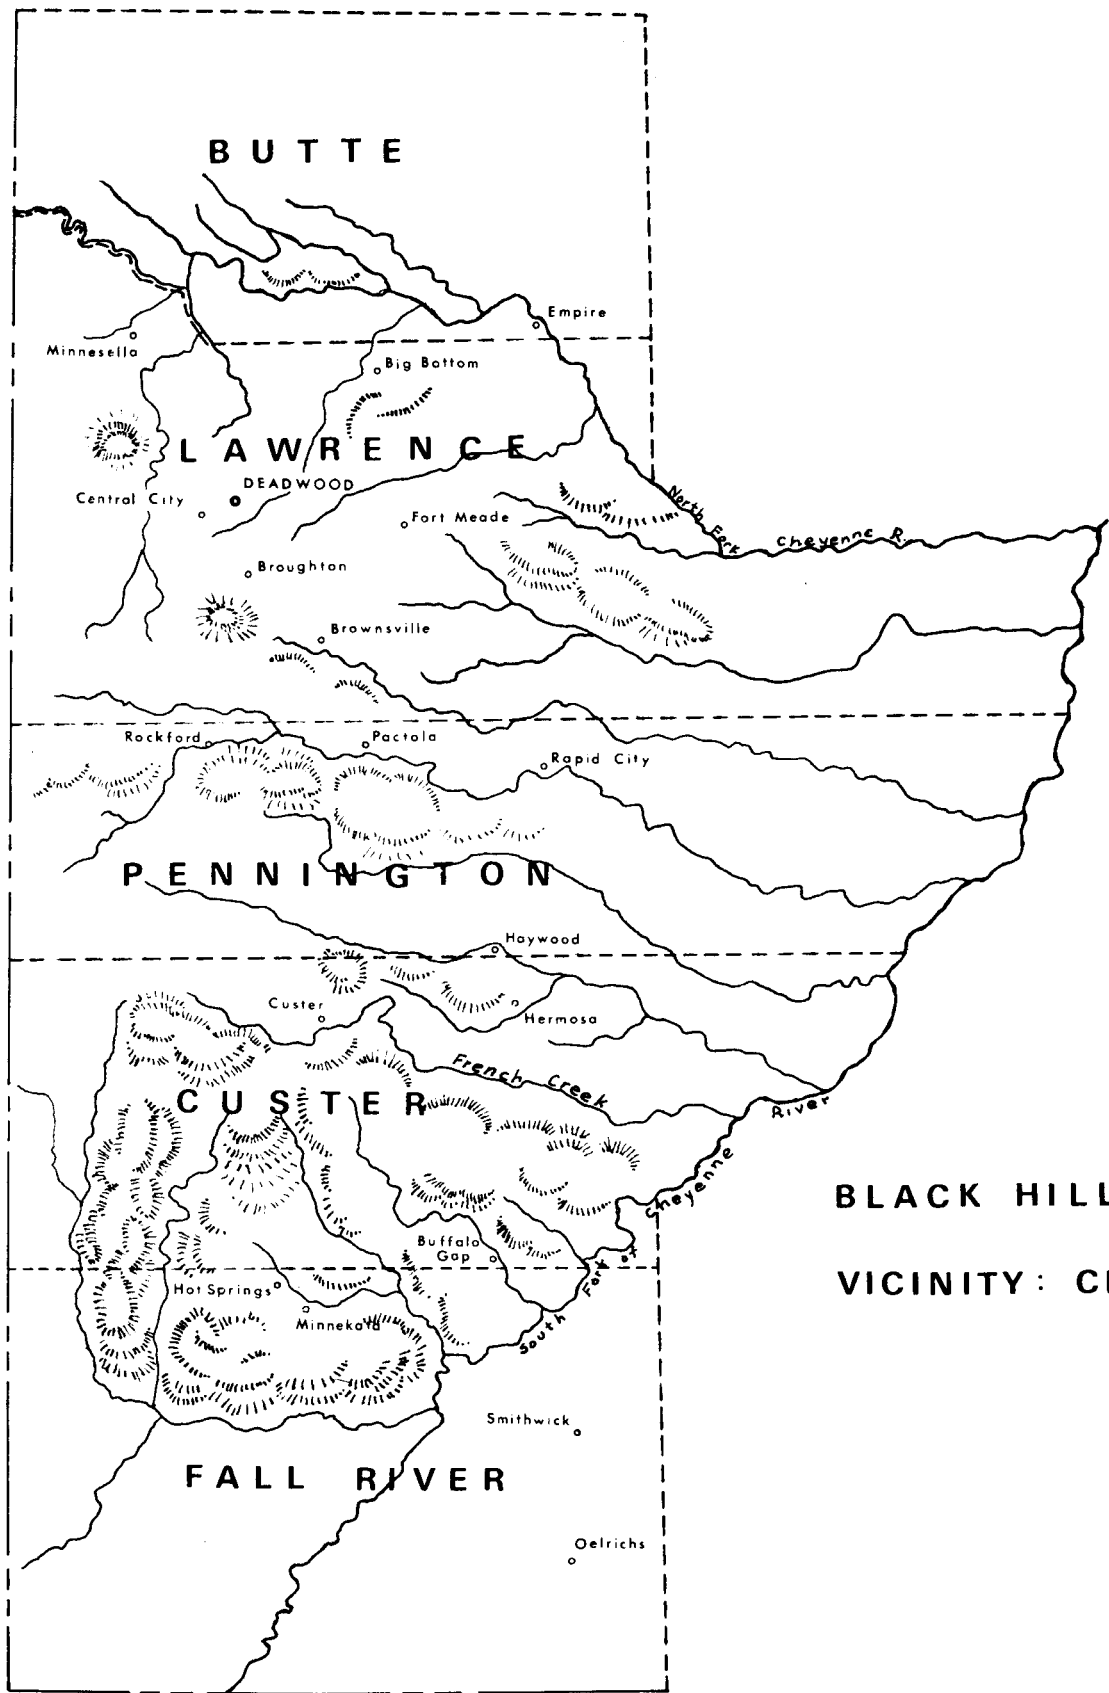 BUTTE
Empire
Minnesella
Big Bottom
LAWRENCE
DEADWOOD
Central City
Fort Meade
North Fork
Cheyenne R.
Broughton
Brownsville
Rockford
Pactola
Rapid City
PENNINGTON
Haywood
Custer
Hermosa
French Creek
CUSTER
River
Cheyenne
of
Fork
South
BLACK HILL
Buffalo
Gap
VICINITY: C
Hot Springs
Minnekata
Smithwick
FALL RIVER
Oelrichs